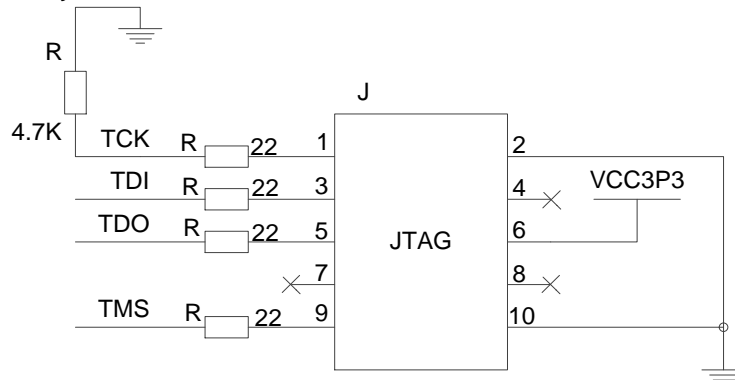 R
4.7K
J
TCK R 22 1 2
TDI R 22 3 4 VCC3P3
TDO R 22 5 6
JTAG
7 8
TMS R 22 9 10